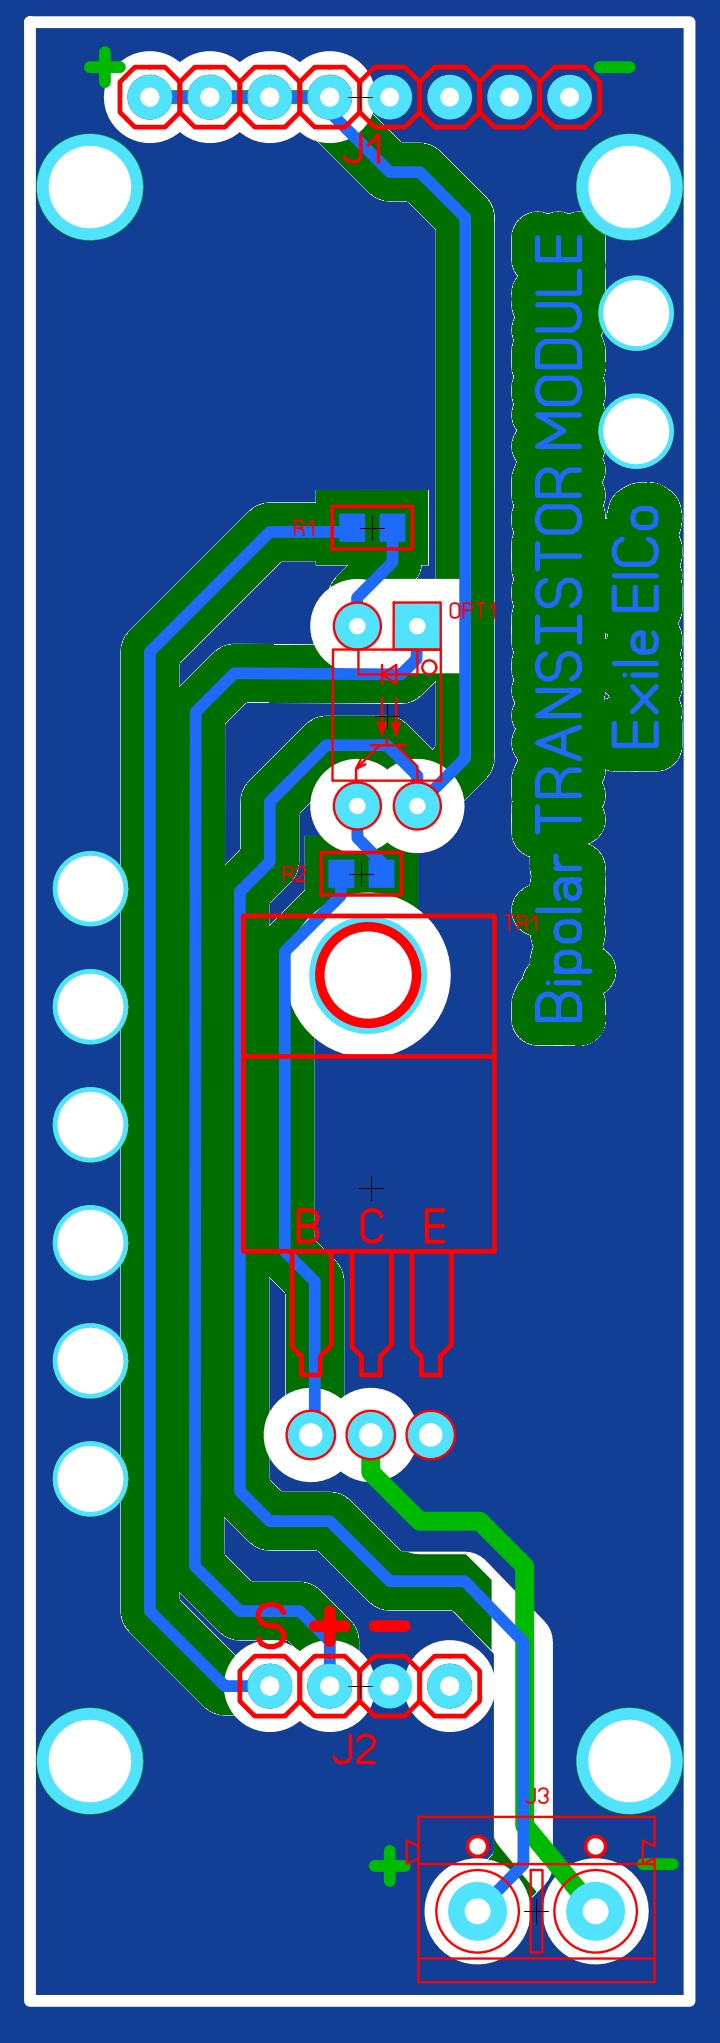 + −
J1
R1
OPT1
Bipolar TRANSISTOR MODULE
Exile ElCo
R2
TR1
B C E
S + −
J2
J3
+ −